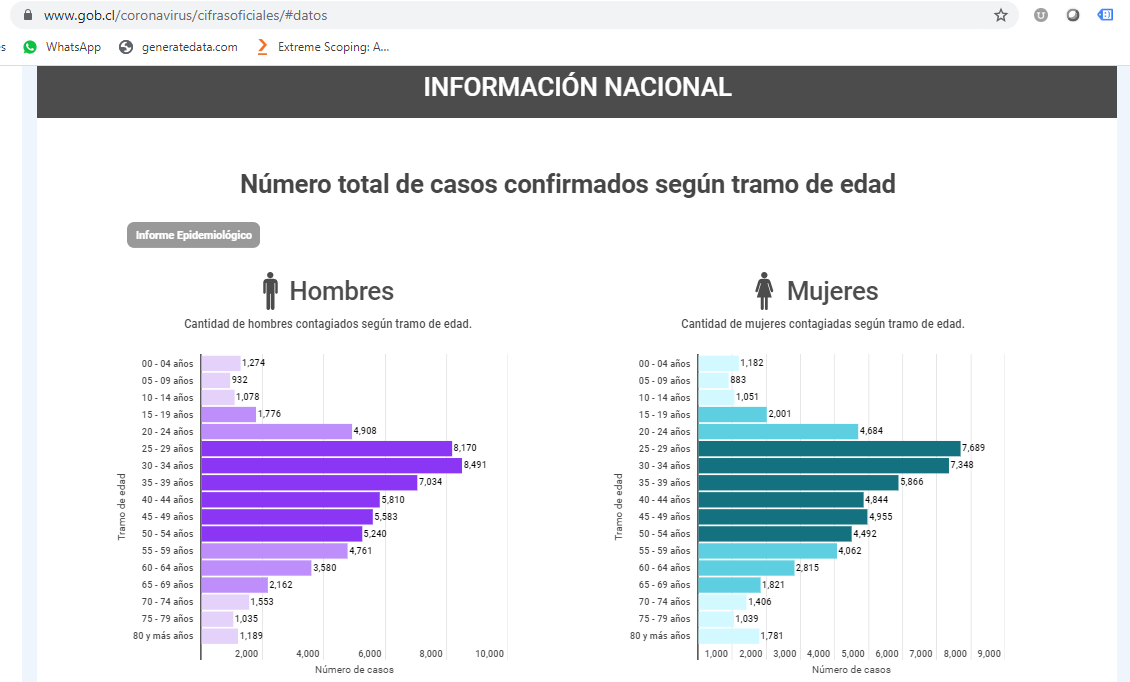 www.gob.cl/coronavirus/cifrasoficiales/#datos
s WhatsApp generatedata.com Extreme Scoping: A...
INFORMACIÓN NACIONAL
Número total de casos confirmados según tramo de edad
Informe Epidemiológico
Hombres
Cantidad de hombres contagiados según tramo de edad.
Tramo de edad
00 - 04 años 1,274
05 - 09 años 932
10 - 14 años 1,078
15 - 19 años 1,776
20 - 24 años 4,908
25 - 29 años 8,170
30 - 34 años 8,491
35 - 39 años 7,034
40 - 44 años 5,810
45 - 49 años 5,583
50 - 54 años 5,240
55 - 59 años 4,761
60 - 64 años 3,580
65 - 69 años 2,162
70 - 74 años 1,553
75 - 79 años 1,035
80 y más años 1,189
2,000 4,000 6,000 8,000 10,000
Número de casos
Mujeres
Cantidad de mujeres contagiadas según tramo de edad.
Tramo de edad
00 - 04 años 1,182
05 - 09 años 883
10 - 14 años 1,051
15 - 19 años 2,001
20 - 24 años 4,684
25 - 29 años 7,689
30 - 34 años 7,348
35 - 39 años 5,866
40 - 44 años 4,844
45 - 49 años 4,955
50 - 54 años 4,492
55 - 59 años 4,062
60 - 64 años 2,815
65 - 69 años 1,821
70 - 74 años 1,406
75 - 79 años 1,039
80 y más años 1,781
1,000 2,000 3,000 4,000 5,000 6,000 7,000 8,000 9,000
Número de casos